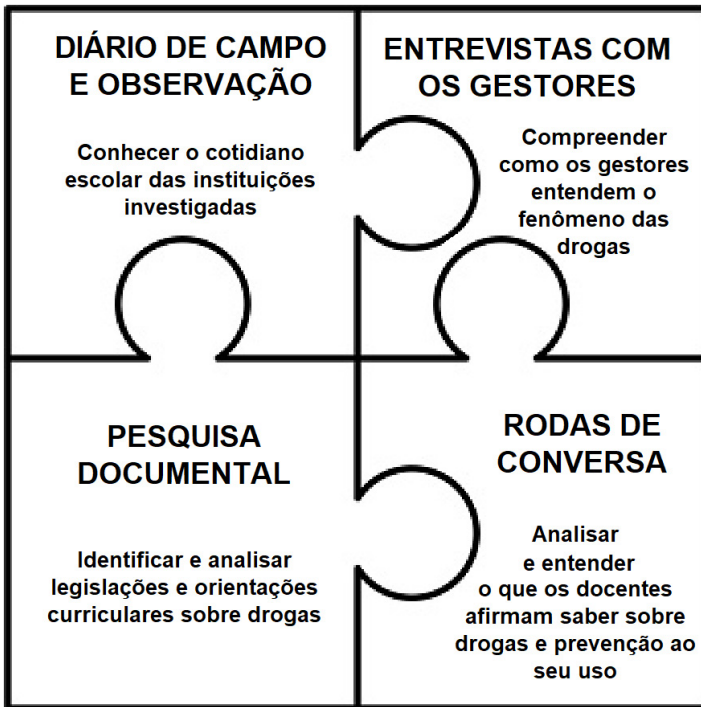 DIÁRIO DE CAMPO
E OBSERVAÇÃO
Conhecer o cotidiano
escolar das instituições
investigadas
ENTREVISTAS COM
OS GESTORES
Compreender
como os gestores
entendem o
fenômeno das
drogas
PESQUISA
DOCUMENTAL
Identificar e analisar
legislações e orientações
curriculares sobre drogas
RODAS DE
CONVERSA
Analisar
e entender
o que os docentes
afirmam saber sobre
drogas e prevenção ao
seu uso